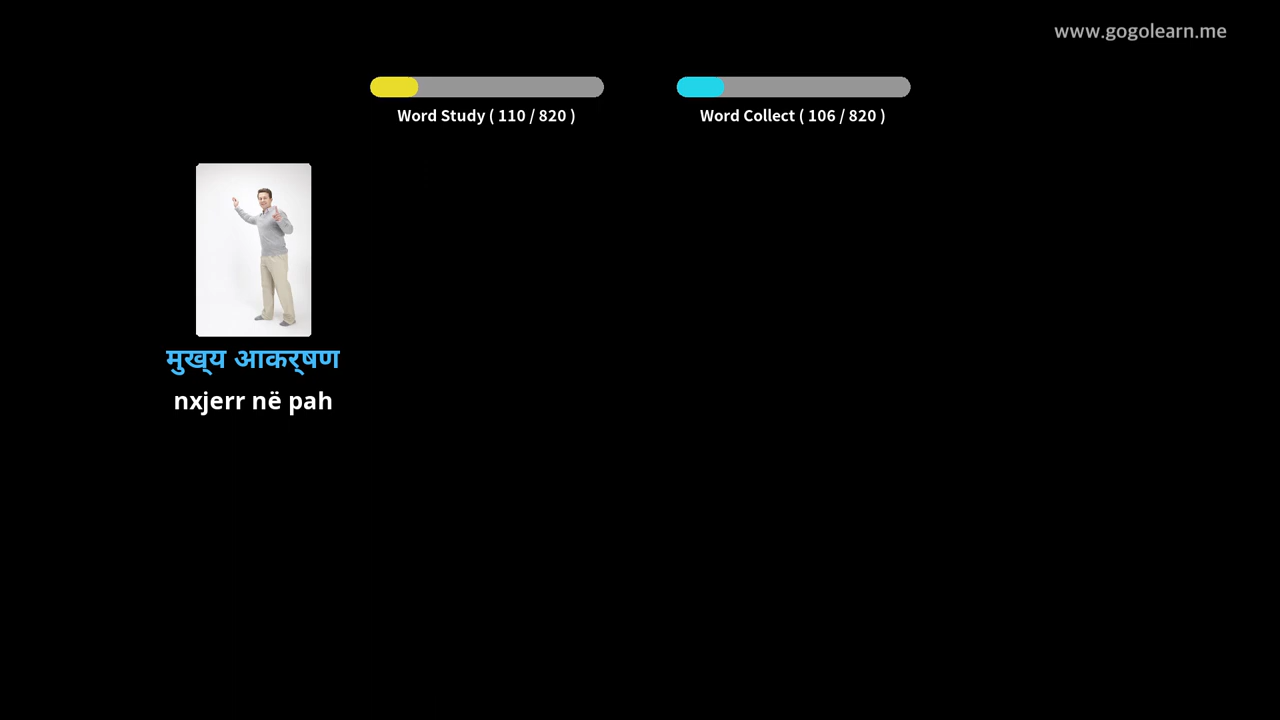 www.gogolearn.me
Word Study ( 110 / 820 )
Word Collect ( 106 / 820 )
मुख्य आकर्षण
nxjerr në pah